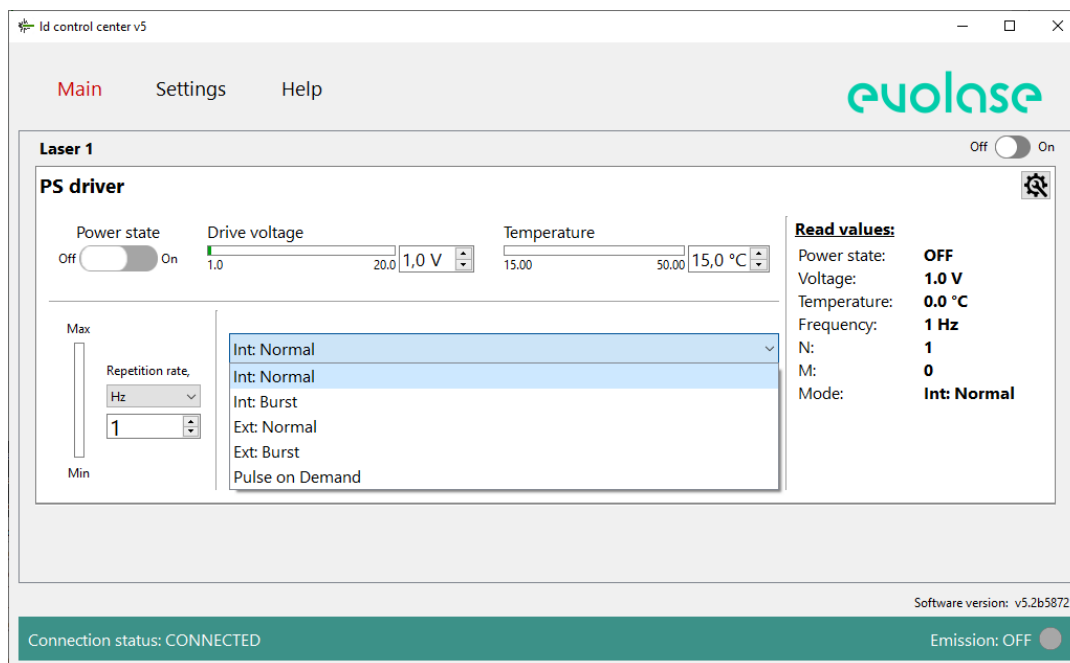 ld control center v5
Main Settings Help
evolase
Laser 1
Off On
PS driver
Power state
Off On
Drive voltage
1.0 20.0 1,0 V
Temperature
15.00 50.00 15,0 °C
Read values:
Power state: OFF
Voltage: 1.0 V
Temperature: 0.0 °C
Frequency: 1 Hz
N: 1
M: 0
Mode: Int: Normal
Max
Repetition rate,
Hz
1
Min
Int: Normal
Int: Normal
Int: Burst
Ext: Normal
Ext: Burst
Pulse on Demand
Software version: v5.2b5872
Connection status: CONNECTED
Emission: OFF